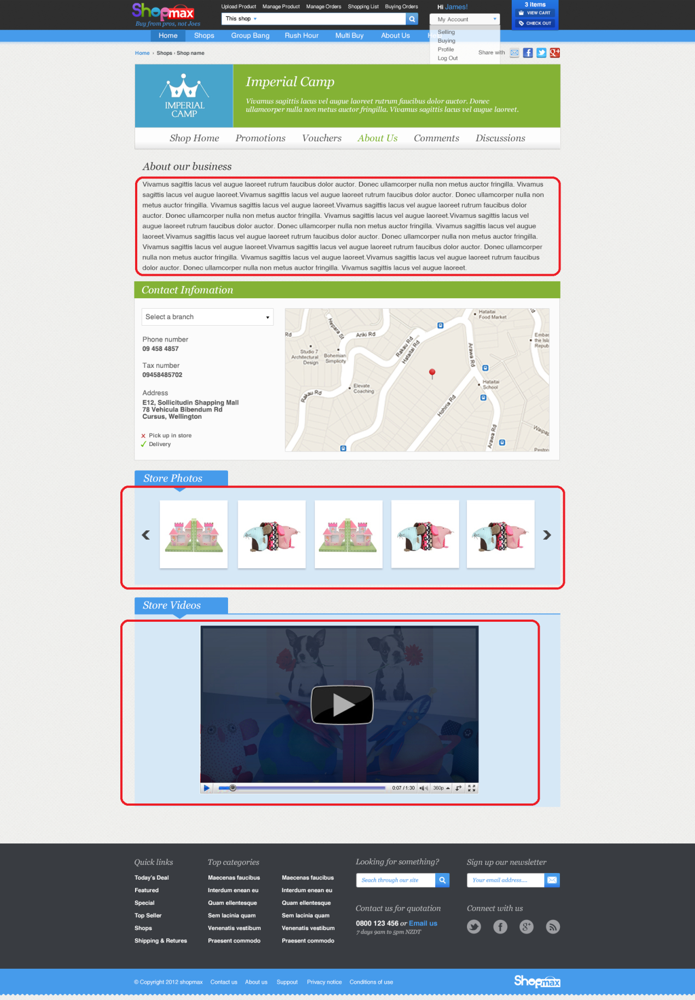 Shopmax
Buy from pros, not Joes
Upload Product Manage Product Manage Orders Shopping List Buying Orders
This shop
Hi James!
My Account
Selling
Buying
Profile
Log Out
3 items
VIEW CART
CHECK OUT
Home Shops Group Bang Rush Hour Multi Buy About Us
Home › Shops › Shop name
Share with
IMPERIAL
CAMP
Imperial Camp
Vivamus sagittis lacus vel augue laoreet rutrum faucibus dolor auctor. Donec
ullamcorper nulla non metus auctor fringilla. Vivamus sagittis lacus vel augue laoreet.
Shop Home Promotions Vouchers About Us Comments Discussions
About our business
Vivamus sagittis lacus vel augue laoreet rutrum faucibus dolor auctor. Donec ullamcorper nulla non metus auctor fringilla. Vivamus
sagittis lacus vel augue laoreet.Vivamus sagittis lacus vel augue laoreet rutrum faucibus dolor auctor. Donec ullamcorper nulla non
metus auctor fringilla. Vivamus sagittis lacus vel augue laoreet.Vivamus sagittis lacus vel augue laoreet rutrum faucibus dolor
auctor. Donec ullamcorper nulla non metus auctor fringilla. Vivamus sagittis lacus vel augue laoreet.Vivamus sagittis lacus vel
augue laoreet rutrum faucibus dolor auctor. Donec ullamcorper nulla non metus auctor fringilla. Vivamus sagittis lacus vel augue
laoreet.Vivamus sagittis lacus vel augue laoreet rutrum faucibus dolor auctor. Donec ullamcorper nulla non metus auctor fringilla.
Vivamus sagittis lacus vel augue laoreet.Vivamus sagittis lacus vel augue laoreet rutrum faucibus dolor auctor. Donec ullamcorper
nulla non metus auctor fringilla. Vivamus sagittis lacus vel augue laoreet.Vivamus sagittis lacus vel augue laoreet rutrum faucibus
dolor auctor. Donec ullamcorper nulla non metus auctor fringilla. Vivamus sagittis lacus vel augue laoreet.
Contact Infomation
Select a branch
Phone number
09 458 4857
Tax number
09458485702
Address
E12, Sollicitudin Shapping Mall
78 Vehicula Bibendum Rd
Cursus, Wellington
x Pick up in store
✓ Delivery
Hataitai
Food Market
Hepara St
Rd
Ariki Rd
Embas
the Isl
Repub
Studio 7
Architectural
Design
Bohemian
Simplicity
Rakau Rd
Hataitai Rd
Arawa Rd
Hataitai
School
Elevate
Coaching
Rakau Rd
Hohiria Rd
Arawa Rd
Waipap
Pestor
Store Photos
Store Videos
0:07 / 1:30 360p
Quick links
Today's Deal
Featured
Special
Top Seller
Shops
Shipping & Retures
Top categories
Maecenas faucibus Maecenas faucibus
Interdum enean eu Interdum enean eu
Quam ellentesque Quam ellentesque
Sem lacinia quam Sem lacinia quam
Venenatis vestibum Venenatis vestibum
Praesent commodo Praesent commodo
Looking for something?
Seach through our site
Contact us for quotation
0800 123 456 or Email us
7 days 9am to 5pm NZDT
Sign up our newsletter
Your email address....
Connect with us
© Copyright 2012 shopmax Contact us About us Suppout Privacy notice Conditions of use
Shopmax